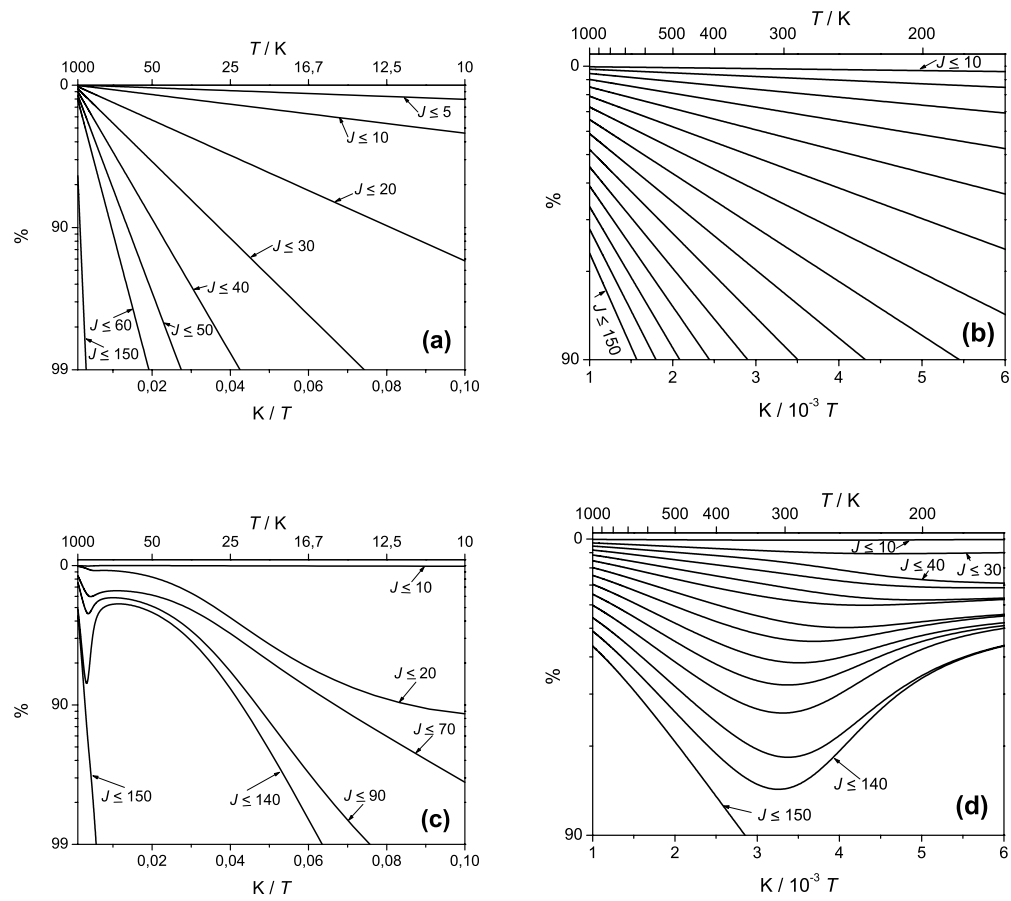 T / K
1000 50 25 16,7 12,5 10
0
90
99
%
J ≤ 5
J ≤ 10
J ≤ 20
J ≤ 30
J ≤ 40
J ≤ 50
J ≤ 60
J ≤ 150
(a)
0,02 0,04 0,06 0,08 0,10
K / T
T / K
1000 500 400 300 200
0
90
%
J ≤ 10
J ≤ 150
(b)
1 2 3 4 5 6
K / 10⁻³ T
T / K
1000 50 25 16,7 12,5 10
0
90
99
%
J ≤ 10
J ≤ 20
J ≤ 70
J ≤ 90
J ≤ 140
J ≤ 150
(c)
0,02 0,04 0,06 0,08 0,10
K / T
T / K
1000 500 400 300 200
0
90
%
J ≤ 10
J ≤ 40
J ≤ 30
J ≤ 140
J ≤ 150
(d)
1 2 3 4 5 6
K / 10⁻³ T